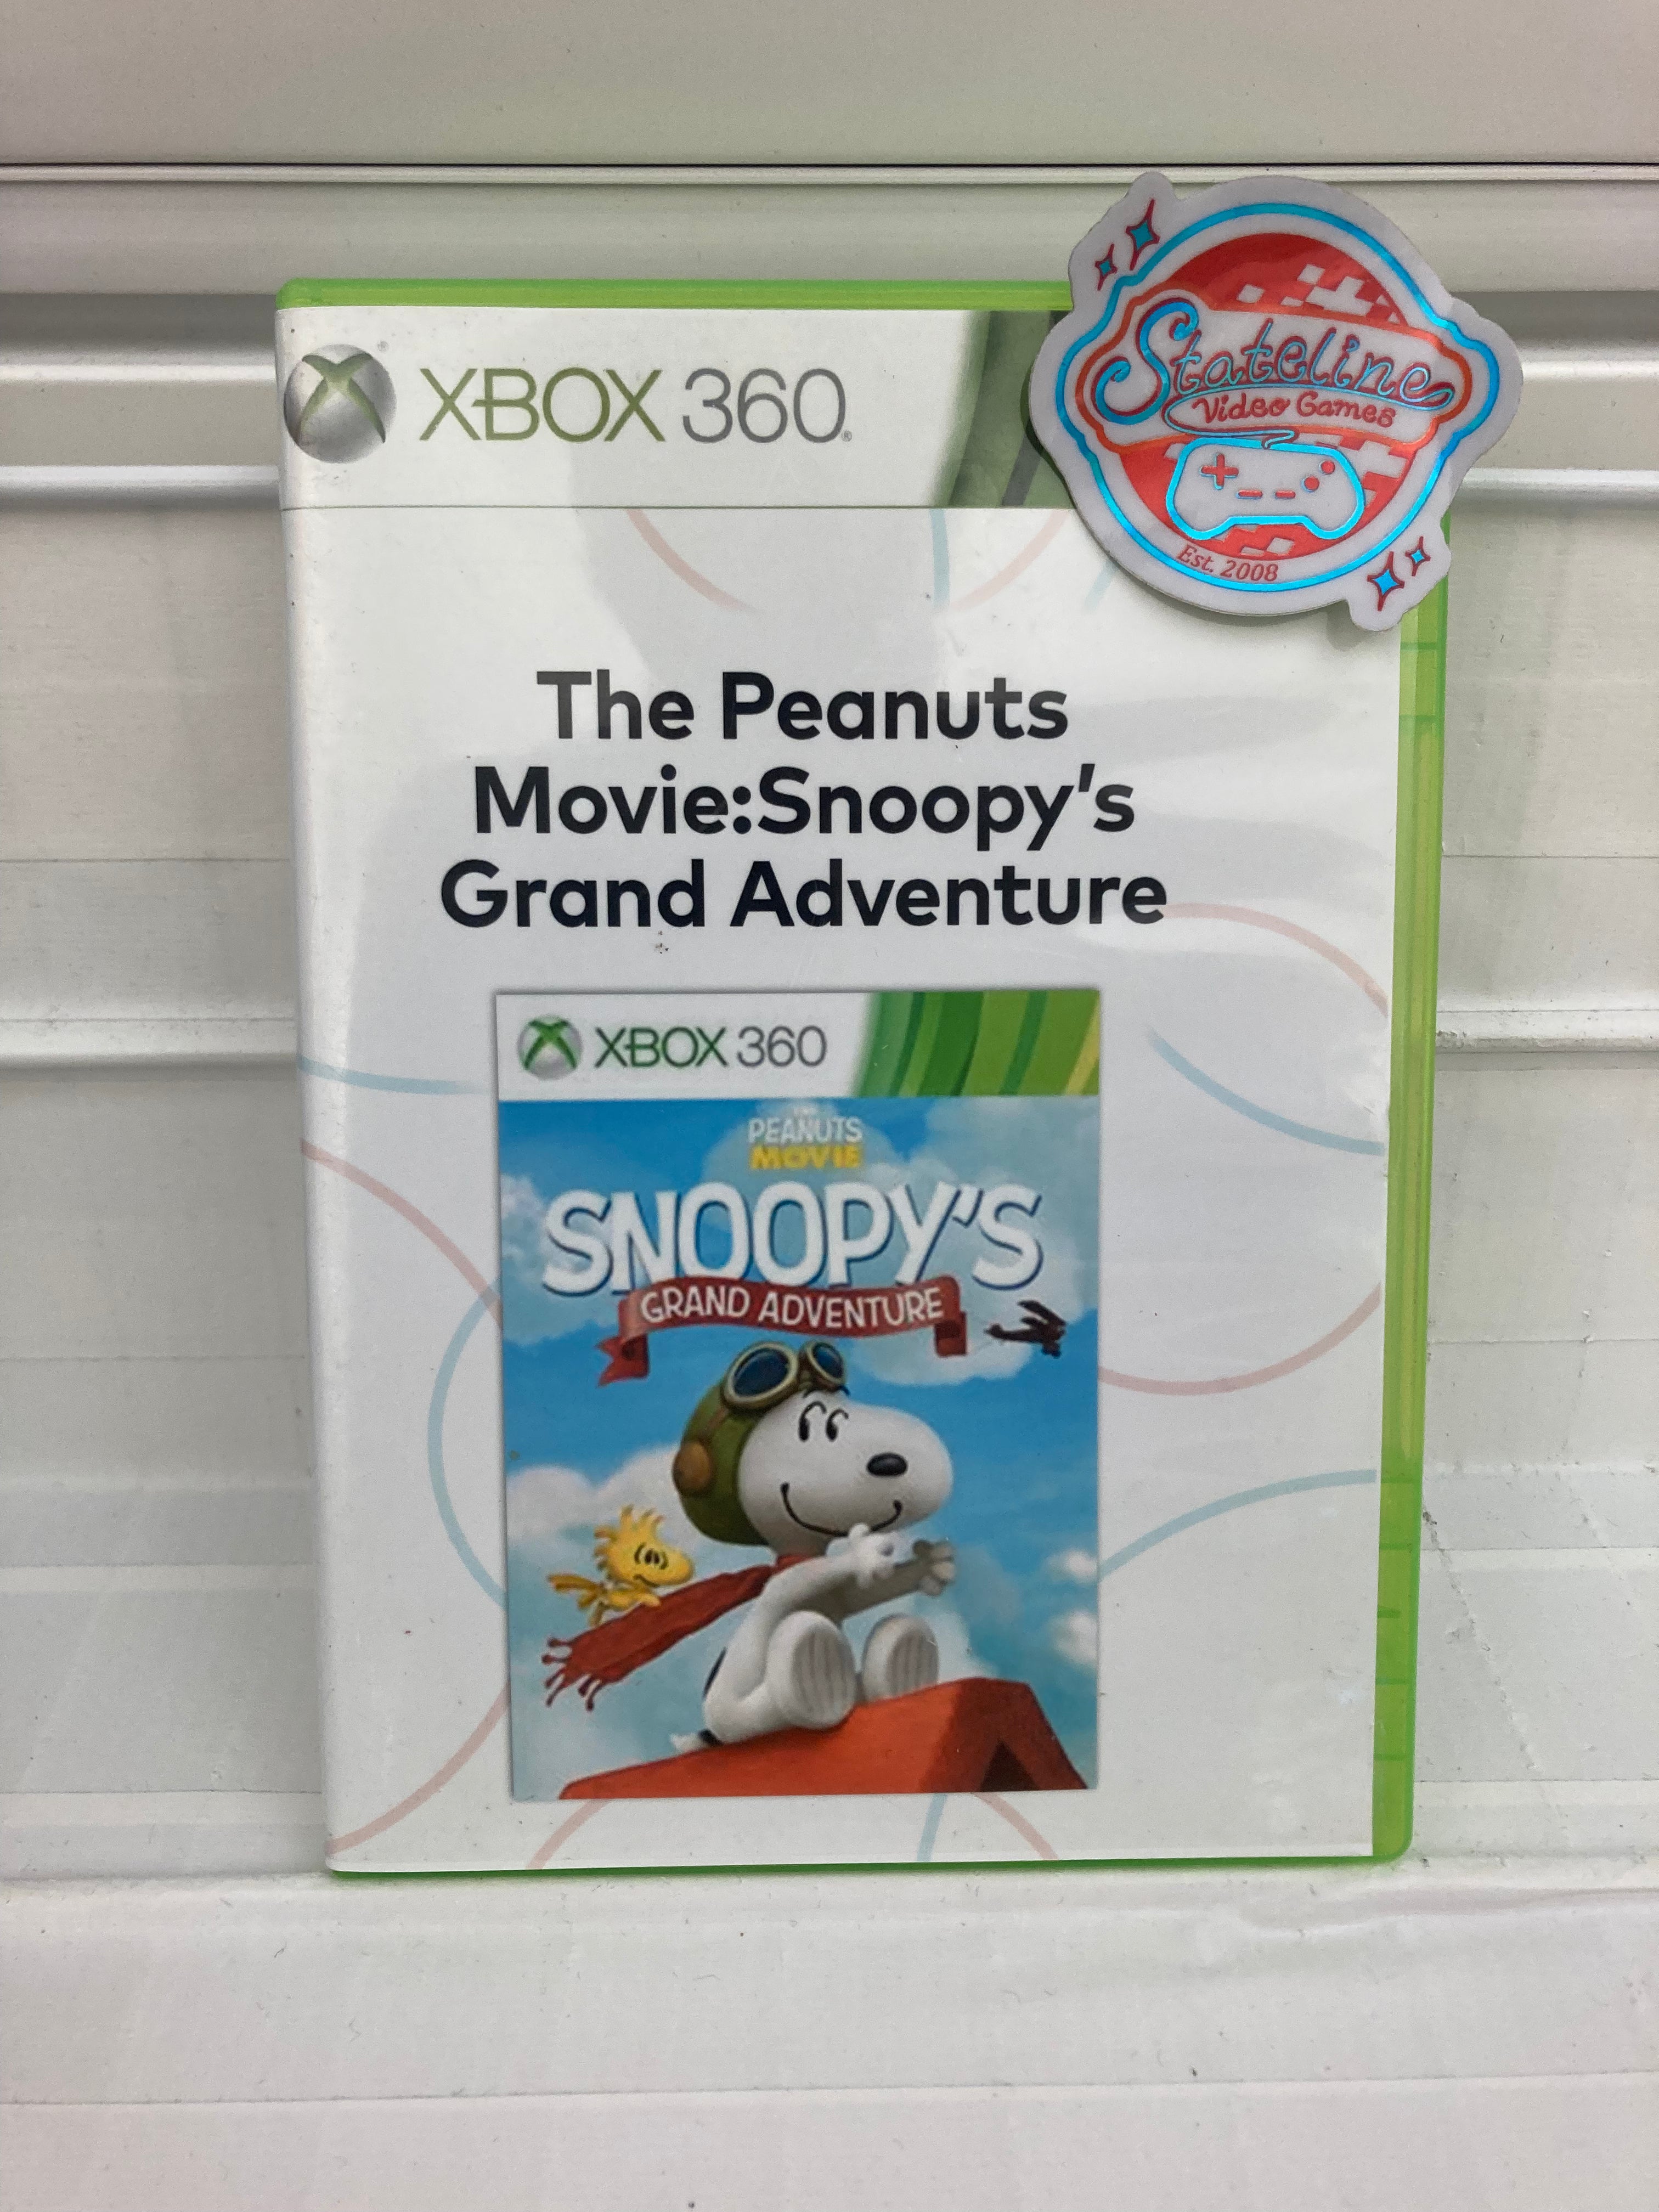 XBOX 360
Stateline
Video Games
Est. 2008
The Peanuts
Movie:Snoopy's
Grand Adventure
XBOX 360
THE
PEANUTS
MOVIE
SNOOPY'S
GRAND ADVENTURE